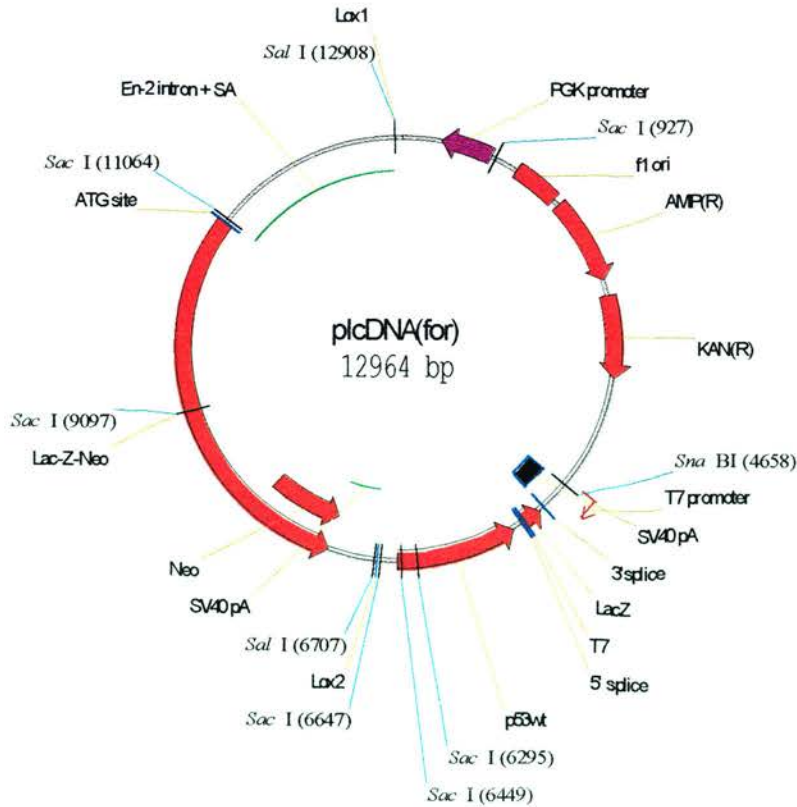 Lox1
Sal I (12908)
En-2 intron + SA
PGK promoter
Sac I (927)
Sac I (11064)
f1 ori
ATG site
AMP(R)
plcDNA(for)
12964 bp
KAN(R)
Sac I (9097)
Lac-Z-Neo
Sna BI (4658)
T7 promoter
SV40 pA
Neo
3' splice
SV40 pA
LacZ
Sal I (6707)
T7
Lox2
5' splice
Sac I (6647)
p53wt
Sac I (6295)
Sac I (6449)